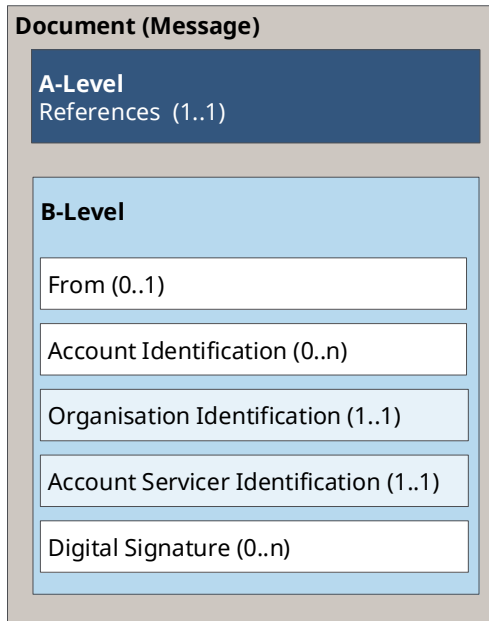 Document (Message)
A-Level
References (1..1)
B-Level
From (0..1)
Account Identification (0..n)
Organisation Identification (1..1)
Account Servicer Identification (1..1)
Digital Signature (0..n)